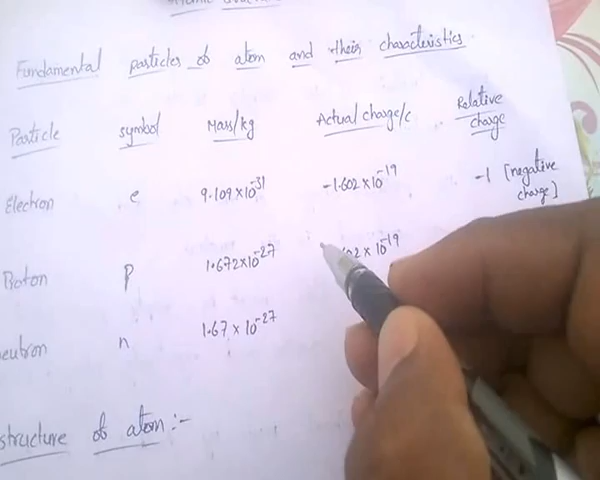 Fundamental particles of atom and their characteristics
Particle symbol Mass/kg Actual charge/c Relative charge
Electron e 9.109×10⁻³¹ -1.602×10⁻¹⁹ -1 [negative charge]
Proton p 1.672×10⁻²⁷ .602×10⁻¹⁹
neutron n 1.67×10⁻²⁷
structure of atom:-